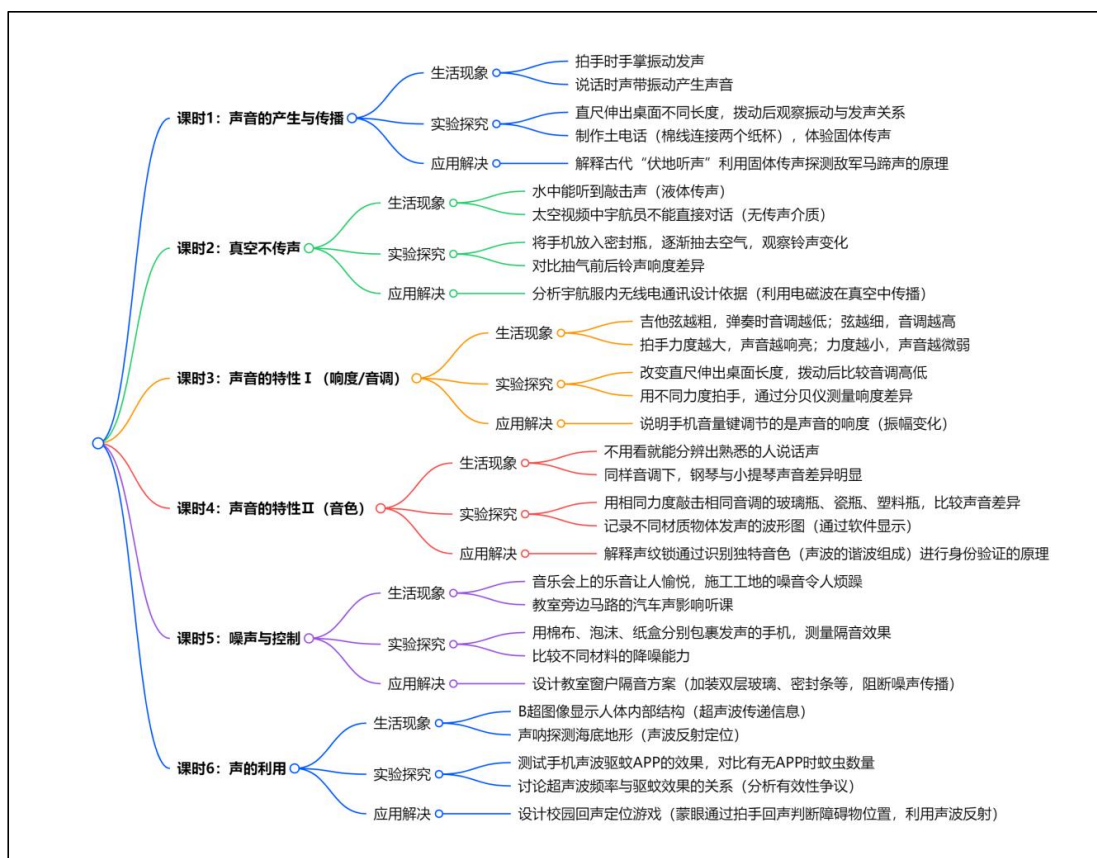 课时1：声音的产生与传播
生活现象
拍手时手掌振动发声
说话时声带振动产生声音
实验探究
直尺伸出桌面不同长度，拨动后观察振动与发声关系
制作土电话（棉线连接两个纸杯），体验固体传声
应用解决
解释古代“伏地听声”利用固体传声探测敌军马蹄声的原理
课时2：真空不传声
生活现象
水中能听到敲击声（液体传声）
太空视频中宇航员不能直接对话（无传声介质）
实验探究
将手机放入密封瓶，逐渐抽去空气，观察铃声变化
对比抽气前后铃声响度差异
应用解决
分析宇航服内无线电通讯设计依据（利用电磁波在真空中传播）
课时3：声音的特性Ⅰ（响度/音调）
生活现象
吉他弦越粗，弹奏时音调越低；弦越细，音调越高
拍手力度越大，声音越响亮；力度越小，声音越微弱
实验探究
改变直尺伸出桌面长度，拨动后比较音调高低
用不同力度拍手，通过分贝仪测量响度差异
应用解决
说明手机音量键调节的是声音的响度（振幅变化）
课时4：声音的特性Ⅱ（音色）
生活现象
不用看就能分辨出熟悉的人说话声
同样音调下，钢琴与小提琴声音差异明显
实验探究
用相同力度敲击相同音调的玻璃瓶、瓷瓶、塑料瓶，比较声音差异
记录不同材质物体发声的波形图（通过软件显示）
应用解决
解释声纹锁通过识别独特音色（声波的谐波组成）进行身份验证的原理
课时5：噪声与控制
生活现象
音乐会上的乐音让人愉悦，施工工地的噪音令人烦躁
教室旁边马路的汽车声影响听课
实验探究
用棉布、泡沫、纸盒分别包裹发声的手机，测量隔音效果
比较不同材料的降噪能力
应用解决
设计教室窗户隔音方案（加装双层玻璃、密封条等，阻断噪声传播）
课时6：声的利用
生活现象
B超图像显示人体内部结构（超声波传递信息）
声呐探测海底地形（声波反射定位）
实验探究
测试手机声波驱蚊APP的效果，对比有无APP时蚊虫数量
讨论超声波频率与驱蚊效果的关系（分析有效性争议）
应用解决
设计校园回声定位游戏（蒙眼通过拍手回声判断障碍物位置，利用声波反射）